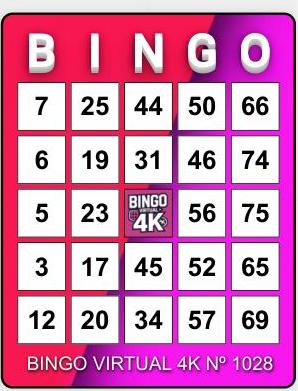 B I N G O
7 25 44 50 66
6 19 31 46 74
5 23 BINGO VIRTUAL 4K 56 75
3 17 45 52 65
12 20 34 57 69
BINGO VIRTUAL 4K Nº 1028